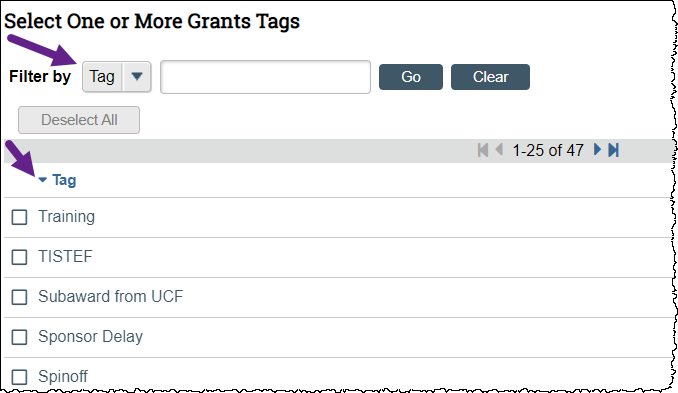 Select One or More Grants Tags
Filter by Tag Go Clear
Deselect All
1-25 of 47
Tag
Training
TISTEF
Subaward from UCF
Sponsor Delay
Spinoff